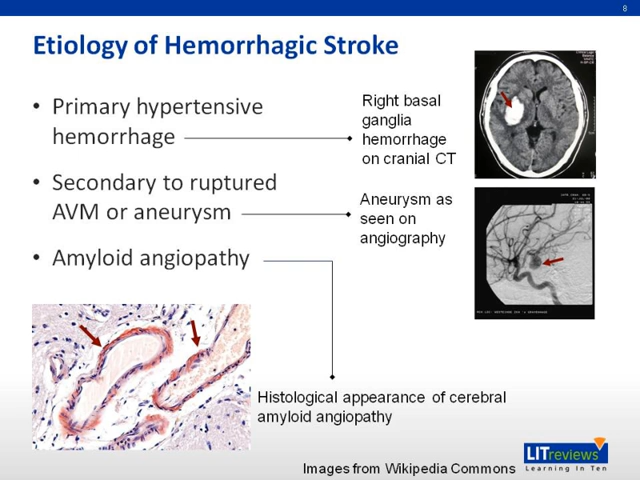 8
Etiology of Hemorrhagic Stroke
• Primary hypertensive
hemorrhage
• Secondary to ruptured
AVM or aneurysm
• Amyloid angiopathy
Right basal
ganglia
hemorrhage
on cranial CT
Aneurysm as
seen on
angiography
Histological appearance of cerebral
amyloid angiopathy
Images from Wikipedia Commons
LITreviews
Learning In Ten